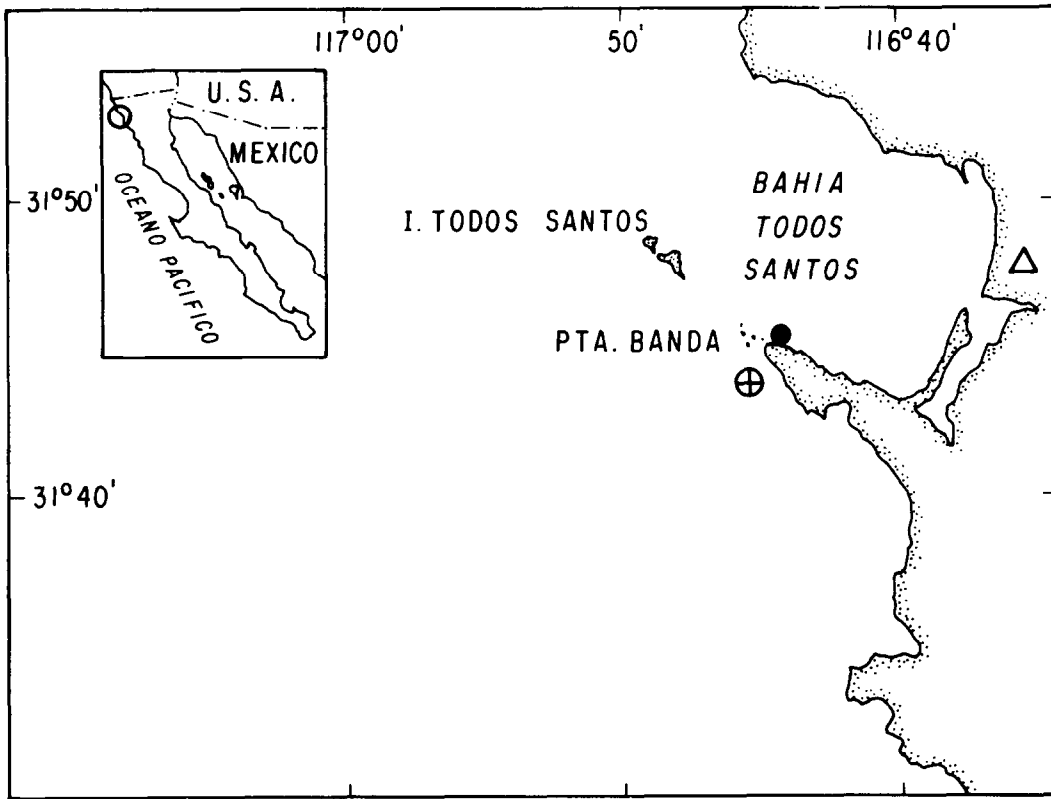 117°00'
50'
116°40'
U.S.A.
MEXICO
OCEANO PACIFICO
31°50'
I. TODOS SANTOS
BAHIA
TODOS
SANTOS
PTA. BANDA
31°40'